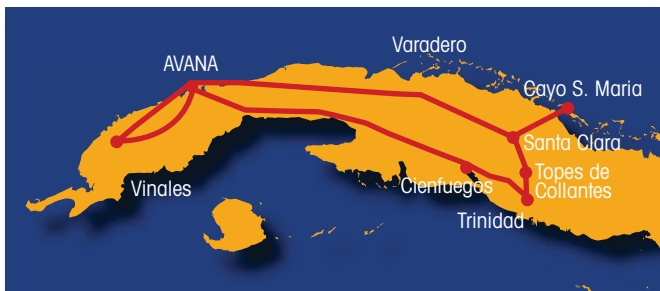 Varadero
AVANA
Cayo S. Maria
Santa Clara
Topes de
Collantes
Cienfuegos
Vinales
Trinidad